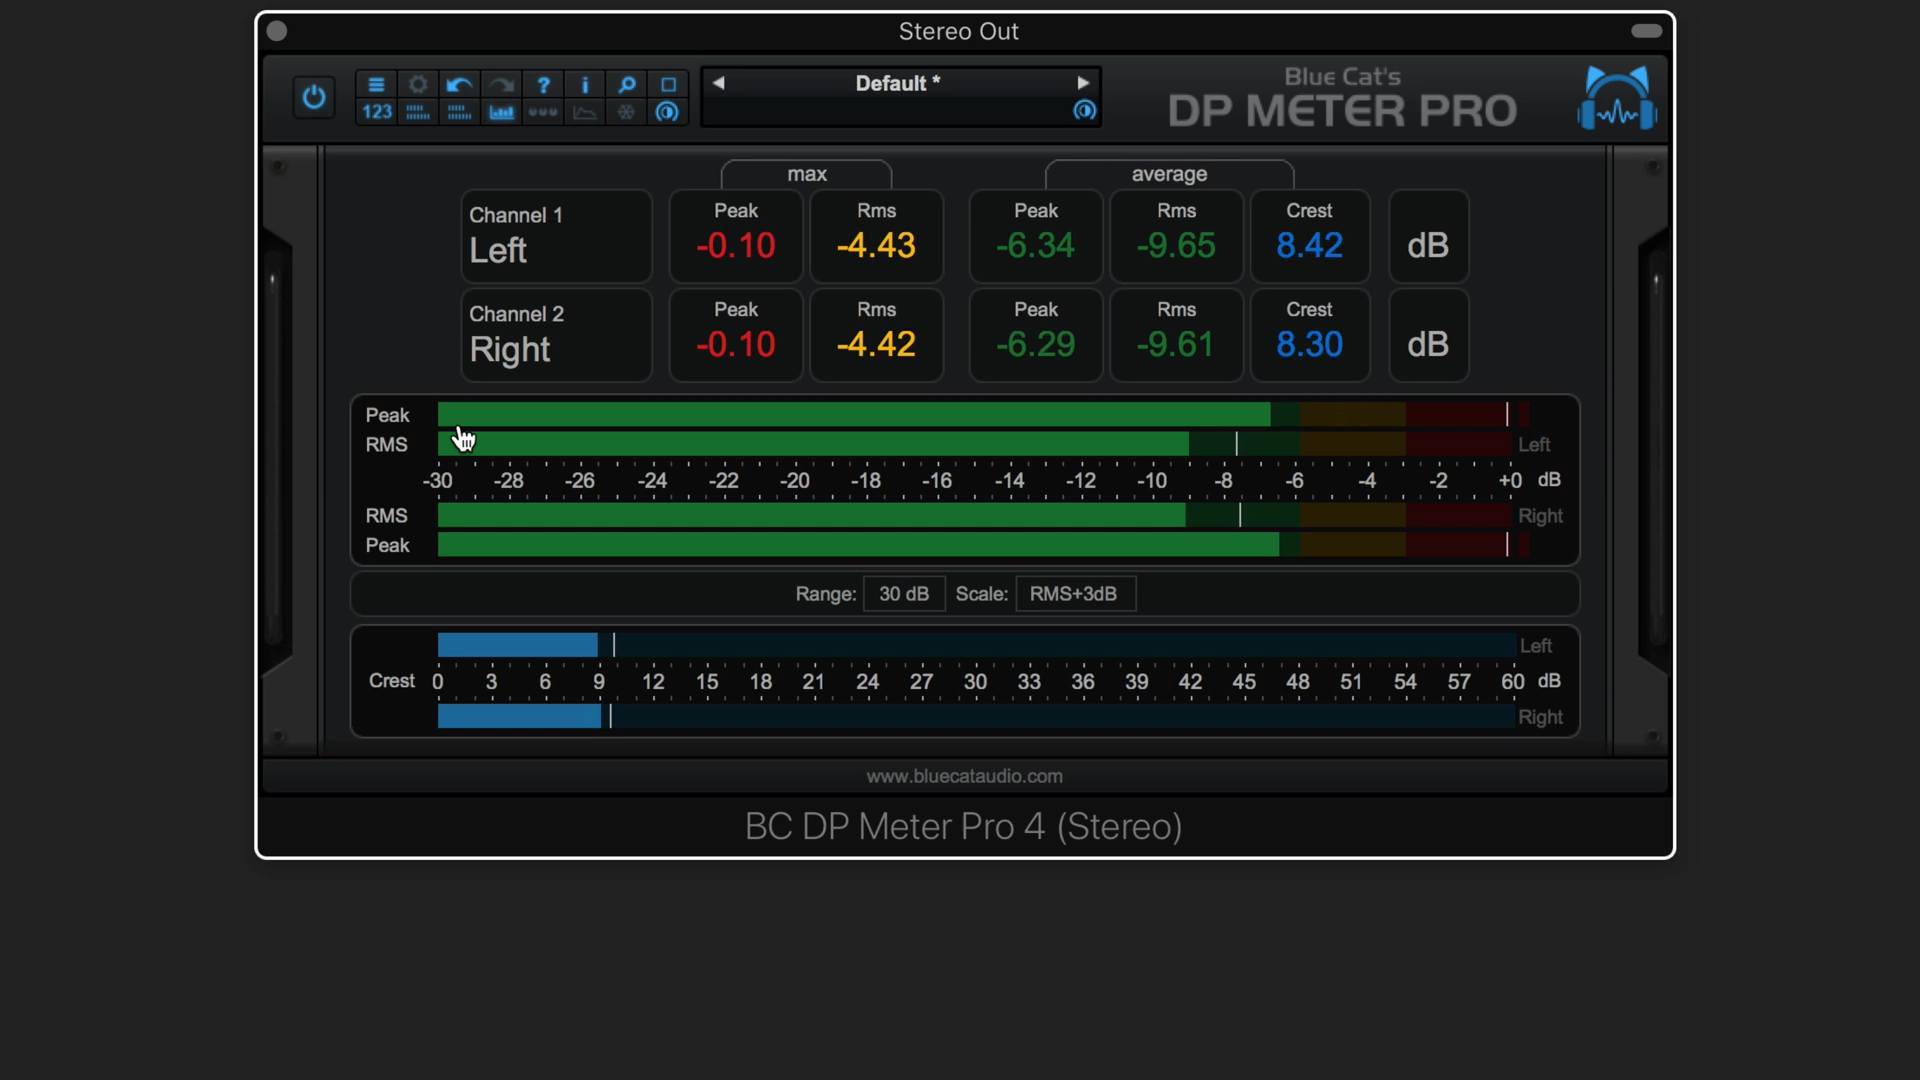 Stereo Out
? i
123
Default *
Blue Cat's
DP METER PRO
max
average
Channel 1
Left
Peak
-0.10
Rms
-4.43
Peak
-6.34
Rms
-9.65
Crest
8.42
dB
Channel 2
Right
Peak
-0.10
Rms
-4.42
Peak
-6.29
Rms
-9.61
Crest
8.30
dB
Peak
RMS
Left
-30 -28 -26 -24 -22 -20 -18 -16 -14 -12 -10 -8 -6 -4 -2 +0 dB
RMS
Right
Peak
Range: 30 dB Scale: RMS+3dB
Left
Crest 0 3 6 9 12 15 18 21 24 27 30 33 36 39 42 45 48 51 54 57 60 dB
Right
www.bluecataudio.com
BC DP Meter Pro 4 (Stereo)